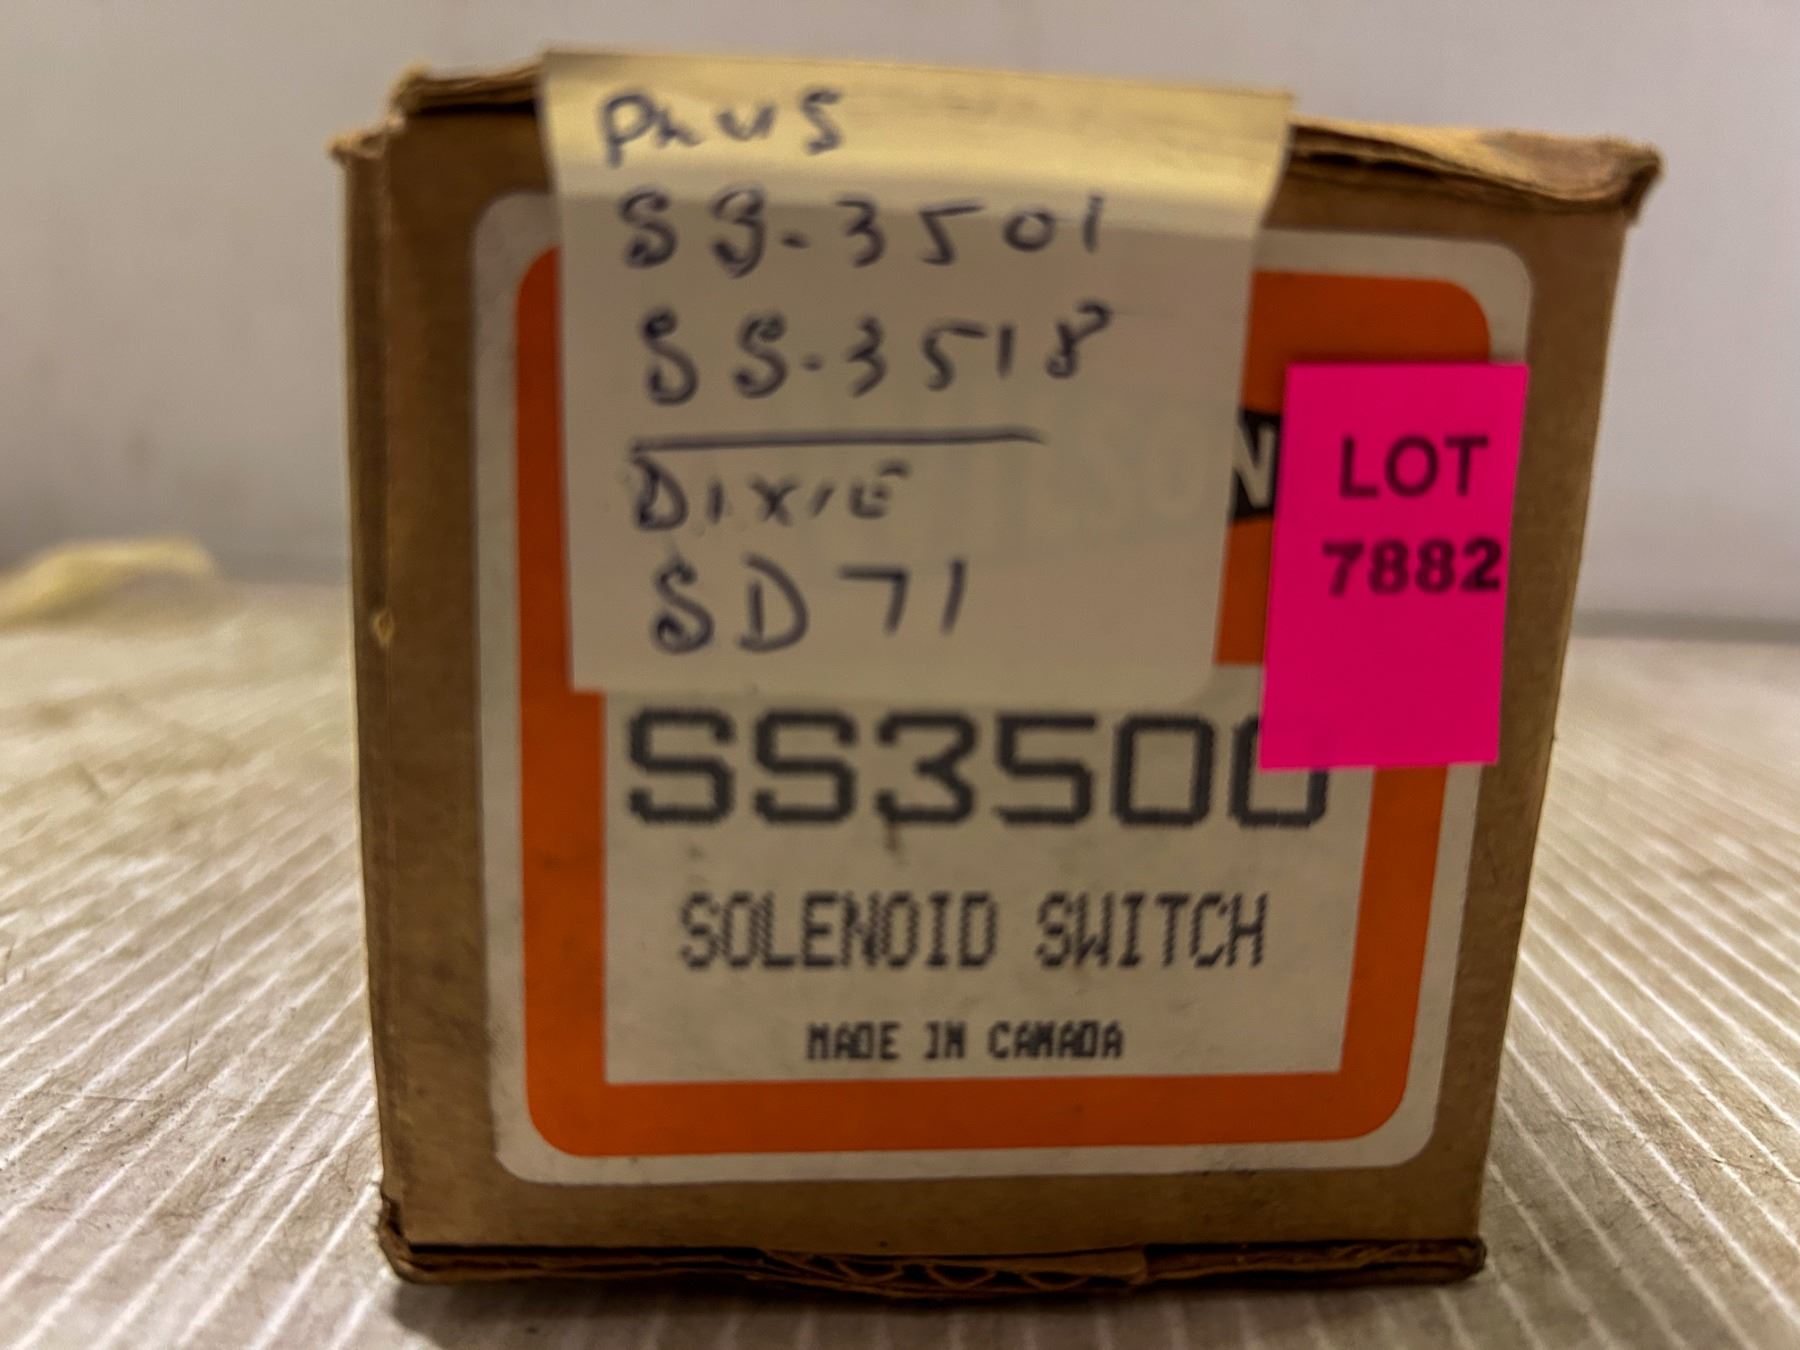 PLUS
SS-3501
SS-3518
DIXIE
SD71
N
LOT
7882
SS3500
SOLENOID SWITCH
MADE IN CANADA